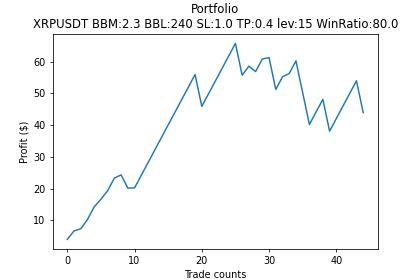 Portfolio
XRPUSDT BBM:2.3 BBL:240 SL:1.0 TP:0.4 lev:15 WinRatio:80.0
Profit ($)
60
50
40
30
20
10
0 10 20 30 40
Trade counts